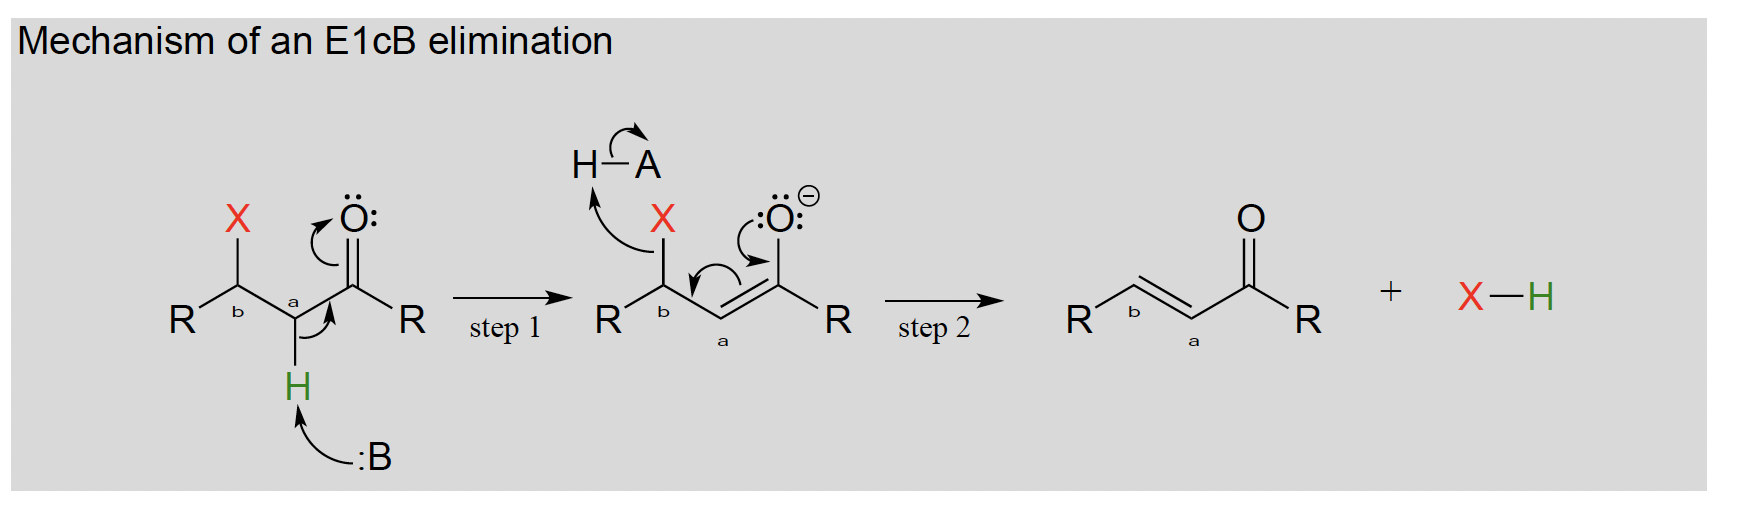 Mechanism of an E1cB elimination
H—A
X Ö: X :Ö: ⊖ O
R b a R step 1 R b a R step 2 R b a R + X—H
H
:B